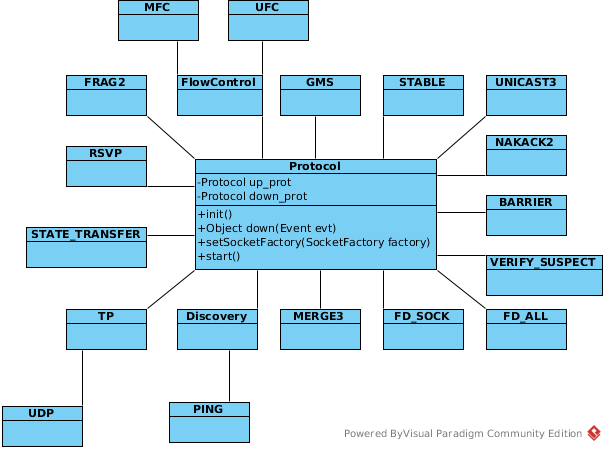 MFC
UFC
FRAG2
FlowControl
GMS
STABLE
UNICAST3
NAKACK2
RSVP
Protocol
-Protocol up_prot
-Protocol down_prot
+init()
+Object down(Event evt)
+setSocketFactory(SocketFactory factory)
+start()
BARRIER
STATE_TRANSFER
VERIFY_SUSPECT
TP
Discovery
MERGE3
FD_SOCK
FD_ALL
UDP
PING
Powered ByVisual Paradigm Community Edition